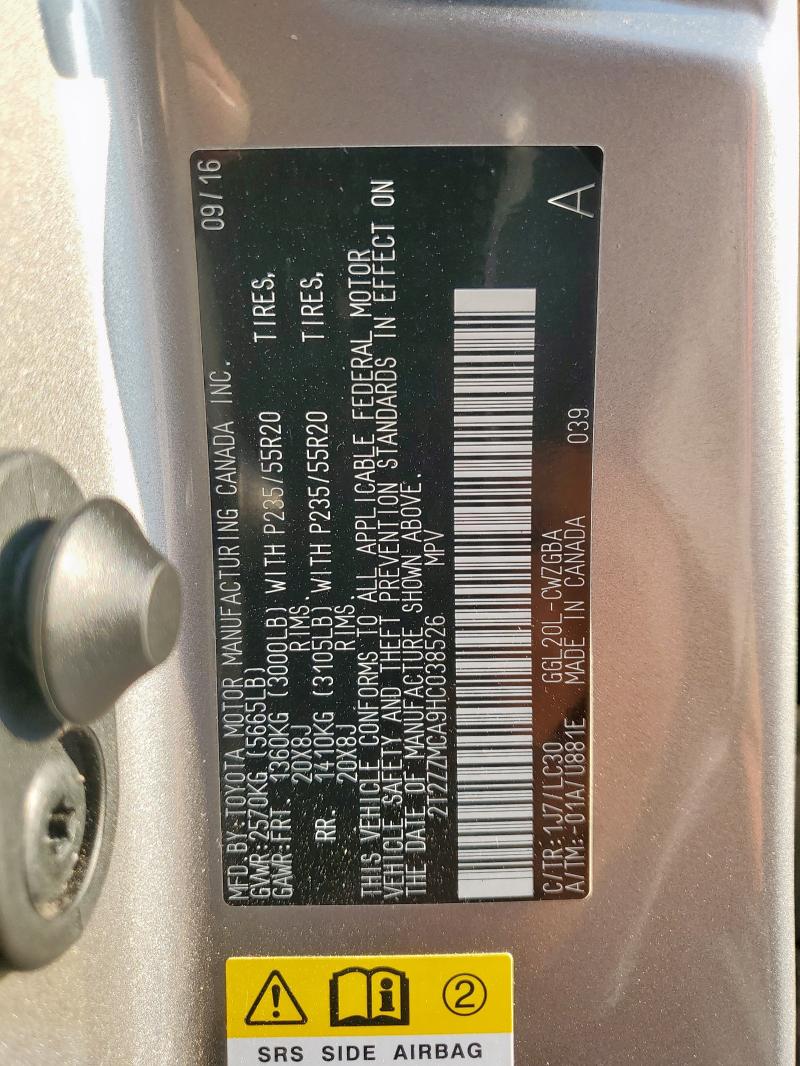 MFD. BY: TOYOTA MOTOR MANUFACTURING CANADA INC. 09/16
GVWR: 2570KG (5665LB)
GAWR: FRT. 1360KG (3000LB) WITH P235/55R20 TIRES,
20X8J RIMS.
RR. 1410KG (3105LB) WITH P235/55R20 TIRES,
20X8J RIMS.
THIS VEHICLE CONFORMS TO ALL APPLICABLE FEDERAL MOTOR
VEHICLE SAFETY AND THEFT PREVENTION STANDARDS IN EFFECT ON
THE DATE OF MANUFACTURE SHOWN ABOVE.
2T2ZZMCA9HC038526 MPV
C/TR: 1J7/LC30 GGL20L-CWZGBA 039 A
A/TM: -01A/U881E MADE IN CANADA
2
SRS SIDE AIRBAG